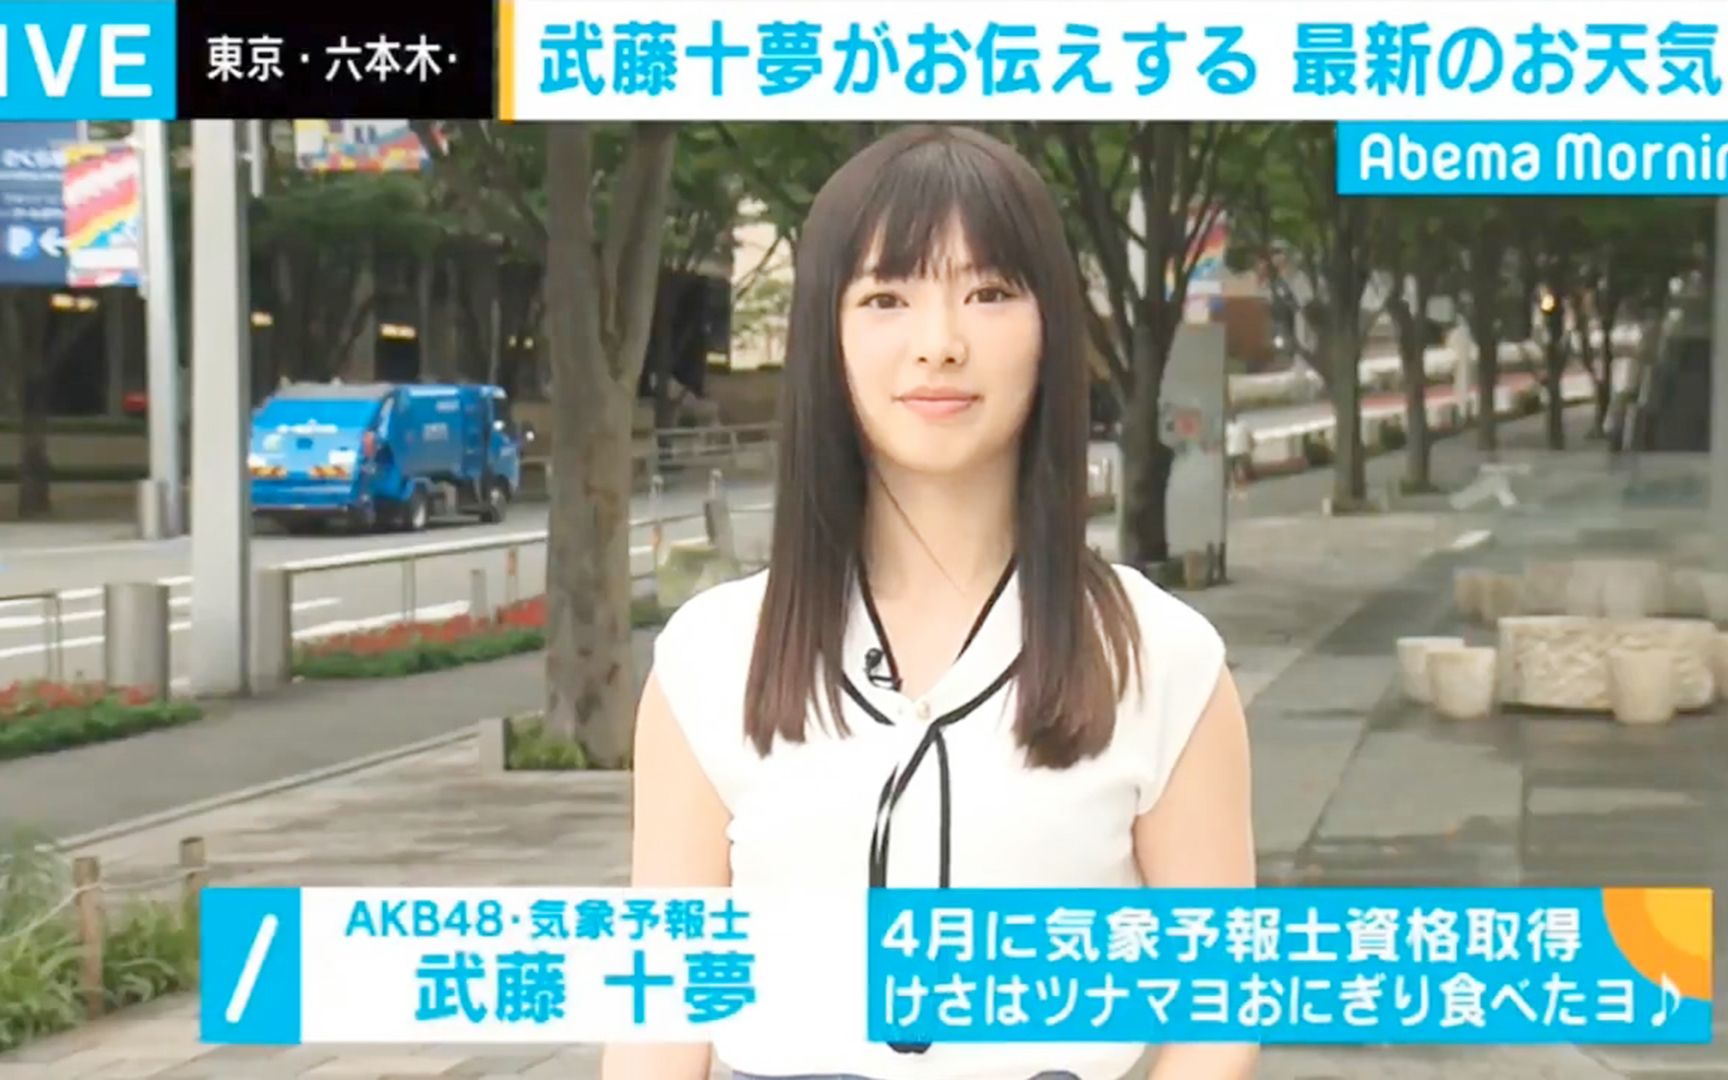 IVE
東京・六本木・
武藤十夢がお伝えする 最新のお天気
Abema Mornin
AKB48・気象予報士
武藤 十夢
4月に気象予報士資格取得
けさはツナマヨおにぎり食べたヨ♪